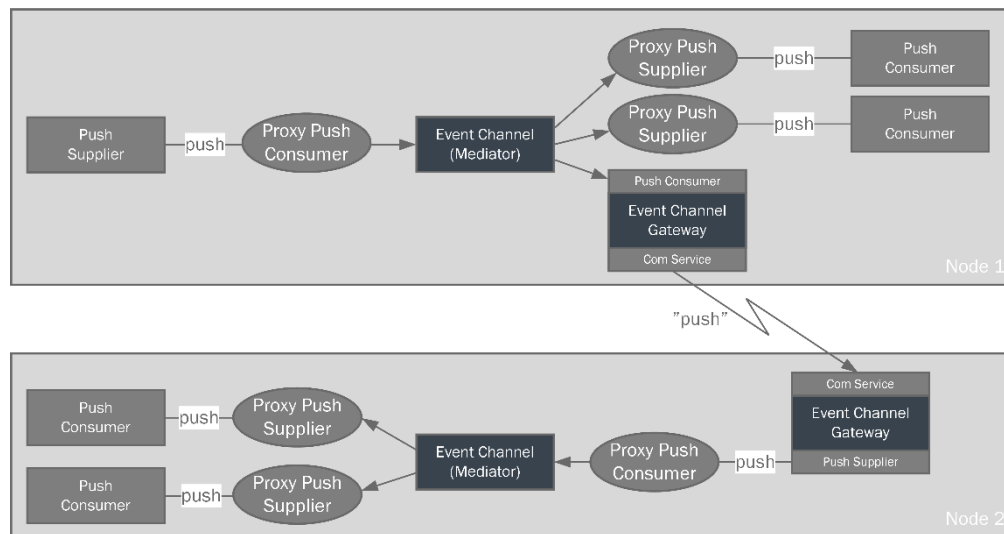 Proxy Push
Supplier
push
Push
Consumer
Proxy Push
Supplier
push
Push
Consumer
Push
Supplier
push
Proxy Push
Consumer
Event Channel
(Mediator)
Push Consumer
Event Channel
Gateway
Com Service
Node 1
"push"
Com Service
Event Channel
Gateway
Push Supplier
push
Proxy Push
Consumer
Event Channel
(Mediator)
Proxy Push
Supplier
push
Push
Consumer
Proxy Push
Supplier
push
Push
Consumer
Node 2